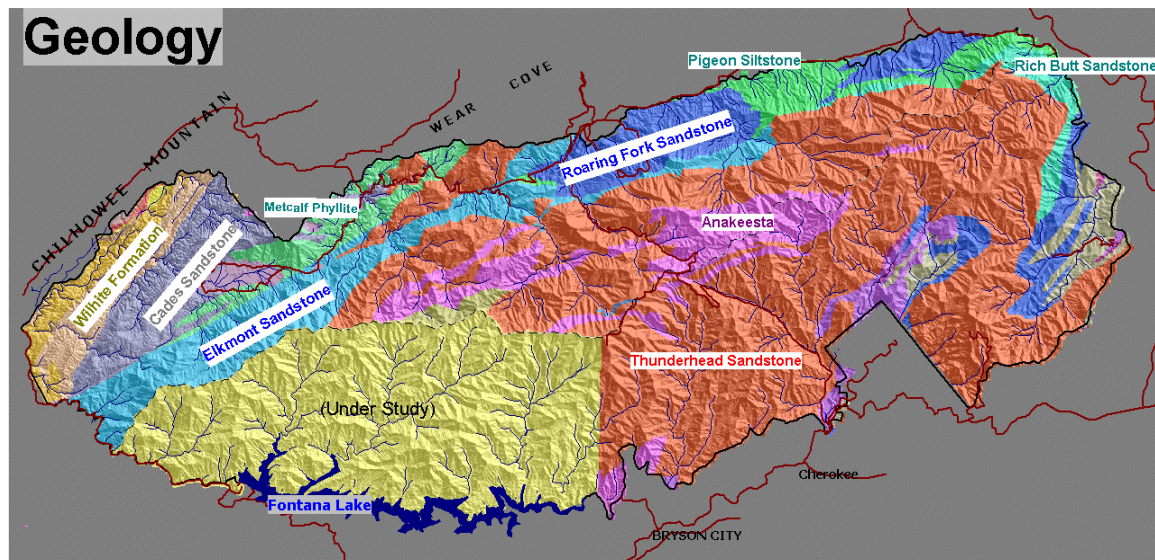 Geology
Pigeon Siltstone
Rich Butt Sandstone
WEAR COVE
CHILHOWEE MOUNTAIN
Roaring Fork Sandstone
Metcalf Phyllite
Anakeesta
Wilhite Formation
Cades Sandstone
Elkmont Sandstone
Thunderhead Sandstone
(Under Study)
Cherokee
Fontana Lake
BRYSON CITY